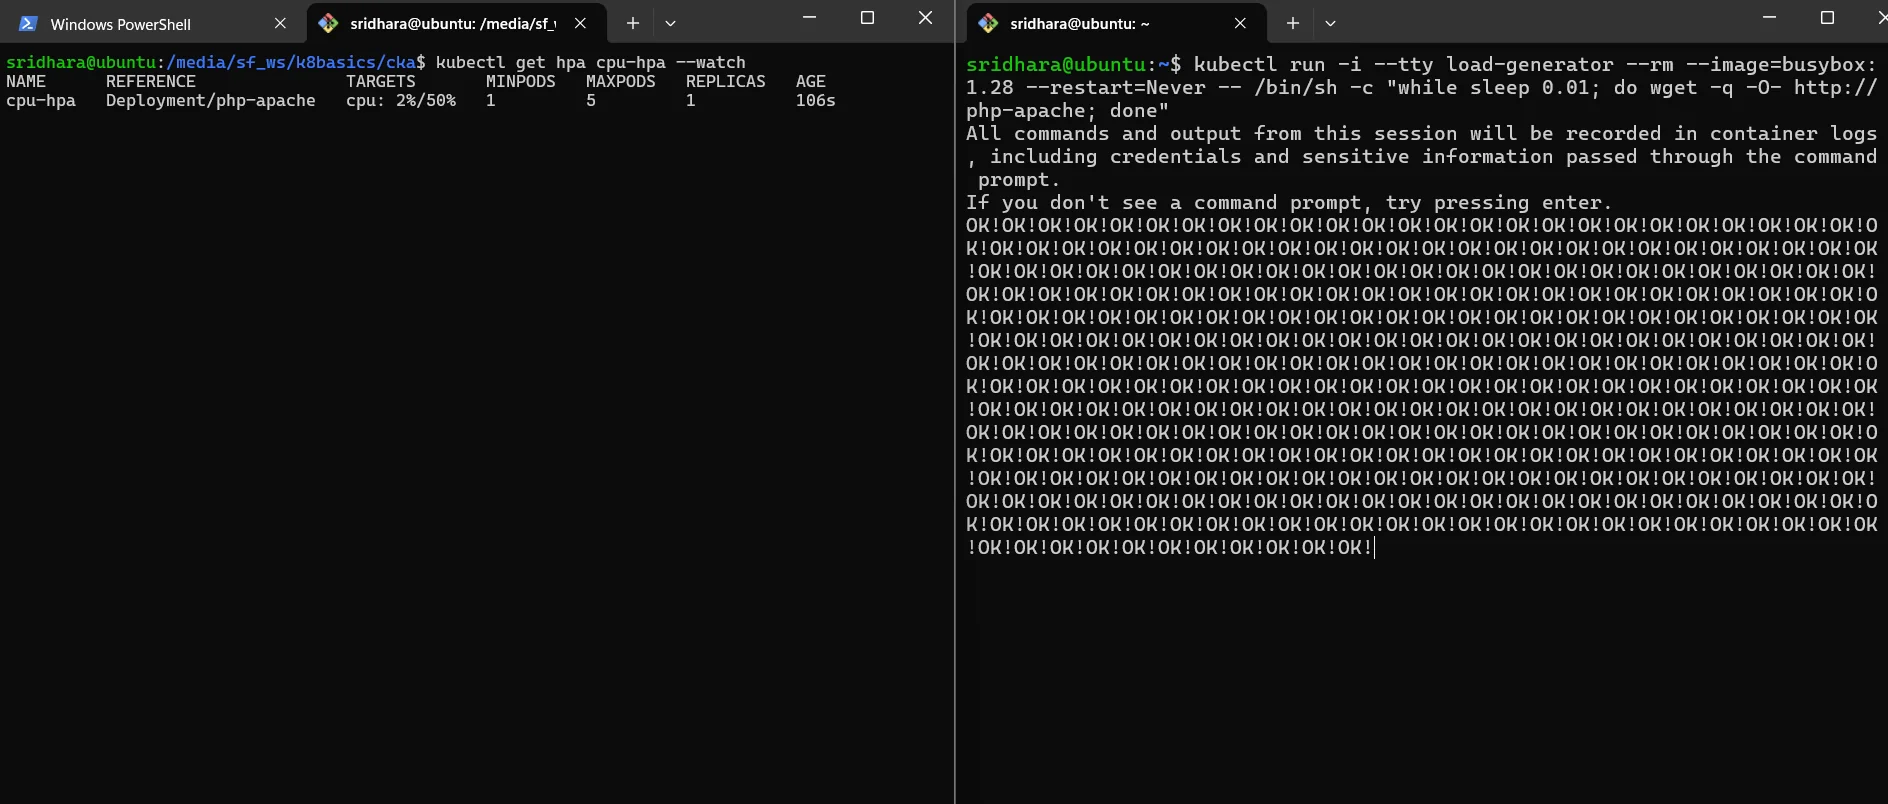 Windows PowerShell
sridhara@ubuntu: /media/sf_w
sridhara@ubuntu:/media/sf_ws/k8basics/cka$ kubectl get hpa cpu-hpa --watch
NAME REFERENCE TARGETS MINPODS MAXPODS REPLICAS AGE
cpu-hpa Deployment/php-apache cpu: 2%/50% 1 5 1 106s
sridhara@ubuntu: ~
sridhara@ubuntu:~$ kubectl run -i --tty load-generator --rm --image=busybox:
1.28 --restart=Never -- /bin/sh -c "while sleep 0.01; do wget -q -O- http://
php-apache; done"
All commands and output from this session will be recorded in container logs
, including credentials and sensitive information passed through the command
prompt.
If you don't see a command prompt, try pressing enter.
OK!OK!OK!OK!OK!OK!OK!OK!OK!OK!OK!OK!OK!OK!OK!OK!OK!OK!OK!OK!OK!OK!OK!OK!OK!O
K!OK!OK!OK!OK!OK!OK!OK!OK!OK!OK!OK!OK!OK!OK!OK!OK!OK!OK!OK!OK!OK!OK!OK!OK!OK
!OK!OK!OK!OK!OK!OK!OK!OK!OK!OK!OK!OK!OK!OK!OK!OK!OK!OK!OK!OK!OK!OK!OK!OK!OK!
OK!OK!OK!OK!OK!OK!OK!OK!OK!OK!OK!OK!OK!OK!OK!OK!OK!OK!OK!OK!OK!OK!OK!OK!OK!O
K!OK!OK!OK!OK!OK!OK!OK!OK!OK!OK!OK!OK!OK!OK!OK!OK!OK!OK!OK!OK!OK!OK!OK!OK!OK
!OK!OK!OK!OK!OK!OK!OK!OK!OK!OK!OK!OK!OK!OK!OK!OK!OK!OK!OK!OK!OK!OK!OK!OK!OK!
OK!OK!OK!OK!OK!OK!OK!OK!OK!OK!OK!OK!OK!OK!OK!OK!OK!OK!OK!OK!OK!OK!OK!OK!OK!O
K!OK!OK!OK!OK!OK!OK!OK!OK!OK!OK!OK!OK!OK!OK!OK!OK!OK!OK!OK!OK!OK!OK!OK!OK!OK
!OK!OK!OK!OK!OK!OK!OK!OK!OK!OK!OK!OK!OK!OK!OK!OK!OK!OK!OK!OK!OK!OK!OK!OK!OK!
OK!OK!OK!OK!OK!OK!OK!OK!OK!OK!OK!OK!OK!OK!OK!OK!OK!OK!OK!OK!OK!OK!OK!OK!OK!O
K!OK!OK!OK!OK!OK!OK!OK!OK!OK!OK!OK!OK!OK!OK!OK!OK!OK!OK!OK!OK!OK!OK!OK!OK!OK
!OK!OK!OK!OK!OK!OK!OK!OK!OK!OK!OK!OK!OK!OK!OK!OK!OK!OK!OK!OK!OK!OK!OK!OK!OK!
OK!OK!OK!OK!OK!OK!OK!OK!OK!OK!OK!OK!OK!OK!OK!OK!OK!OK!OK!OK!OK!OK!OK!OK!OK!O
K!OK!OK!OK!OK!OK!OK!OK!OK!OK!OK!OK!OK!OK!OK!OK!OK!OK!OK!OK!OK!OK!OK!OK!OK!OK
!OK!OK!OK!OK!OK!OK!OK!OK!OK!OK!OK!